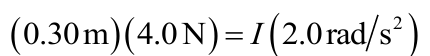 (0.30 m)(4.0 N) = I(2.0 rad/s²)